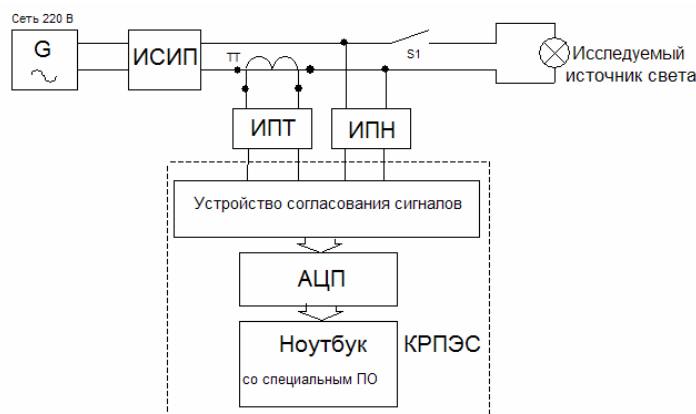 Сеть 220 В
G
ИСИП
ТТ
S1
Исследуемый
источник света
ИПТ
ИПН
Устройство согласования сигналов
АЦП
Ноутбук
КРПЭС
со специальным ПО